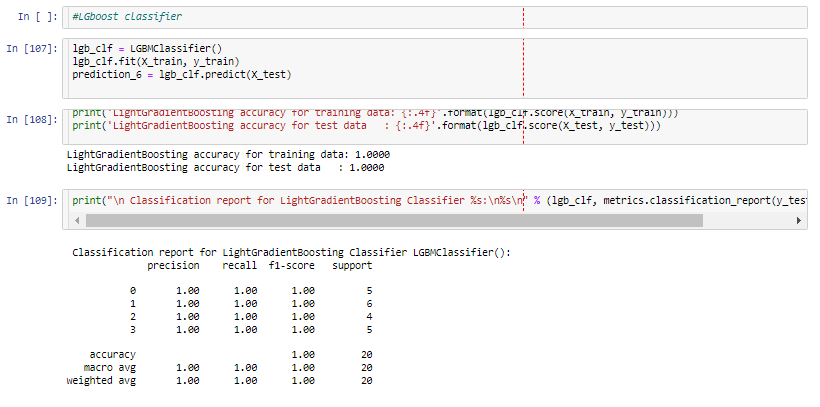 In [ ]: #LGboost classifier
In [107]: lgb_clf = LGBMClassifier()
lgb_clf.fit(X_train, y_train)
prediction_6 = lgb_clf.predict(X_test)
In [108]: print('LightGradientBoosting accuracy for training data: {:.4f}'.format(lgb_clf.score(X_train, y_train)))
print('LightGradientBoosting accuracy for test data   : {:.4f}'.format(lgb_clf.score(X_test, y_test)))
LightGradientBoosting accuracy for training data: 1.0000
LightGradientBoosting accuracy for test data   : 1.0000
In [109]: print("\n Classification report for LightGradientBoosting Classifier %s:\n%s\n" % (lgb_clf, metrics.classification_report(y_tes
Classification report for LightGradientBoosting Classifier LGBMClassifier():
precision recall f1-score support
0 1.00 1.00 1.00 5
1 1.00 1.00 1.00 6
2 1.00 1.00 1.00 4
3 1.00 1.00 1.00 5
accuracy 1.00 20
macro avg 1.00 1.00 1.00 20
weighted avg 1.00 1.00 1.00 20